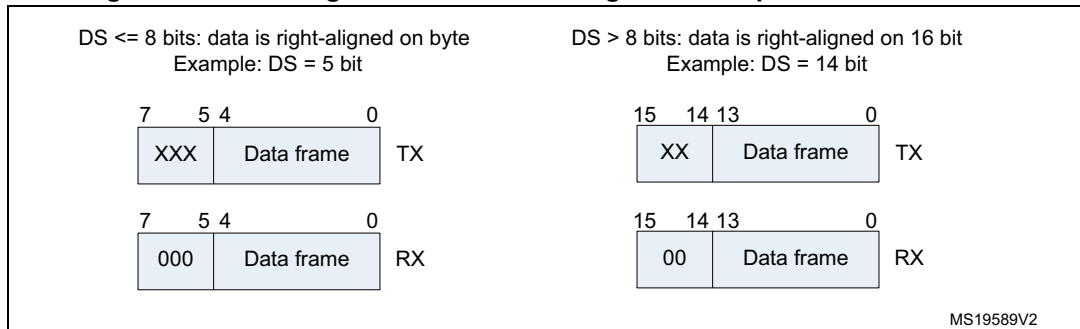 DS <= 8 bits: data is right-aligned on byte
Example: DS = 5 bit
7 5 4 0
XXX Data frame TX
7 5 4 0
000 Data frame RX
DS > 8 bits: data is right-aligned on 16 bit
Example: DS = 14 bit
15 14 13 0
XX Data frame TX
15 14 13 0
00 Data frame RX
MS19589V2